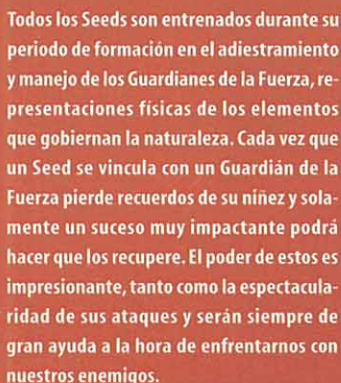 Todos los Seeds son entrenados durante su
periodo de formación en el adiestramiento
y manejo de los Guardianes de la Fuerza, re-
presentaciones físicas de los elementos
que gobiernan la naturaleza. Cada vez que
un Seed se vincula con un Guardián de la
Fuerza pierde recuerdos de su niñez y sola-
mente un suceso muy impactante podrá
hacer que los recupere. El poder de estos es
impresionante, tanto como la espectacula-
ridad de sus ataques y serán siempre de
gran ayuda a la hora de enfrentarnos con
nuestros enemigos.